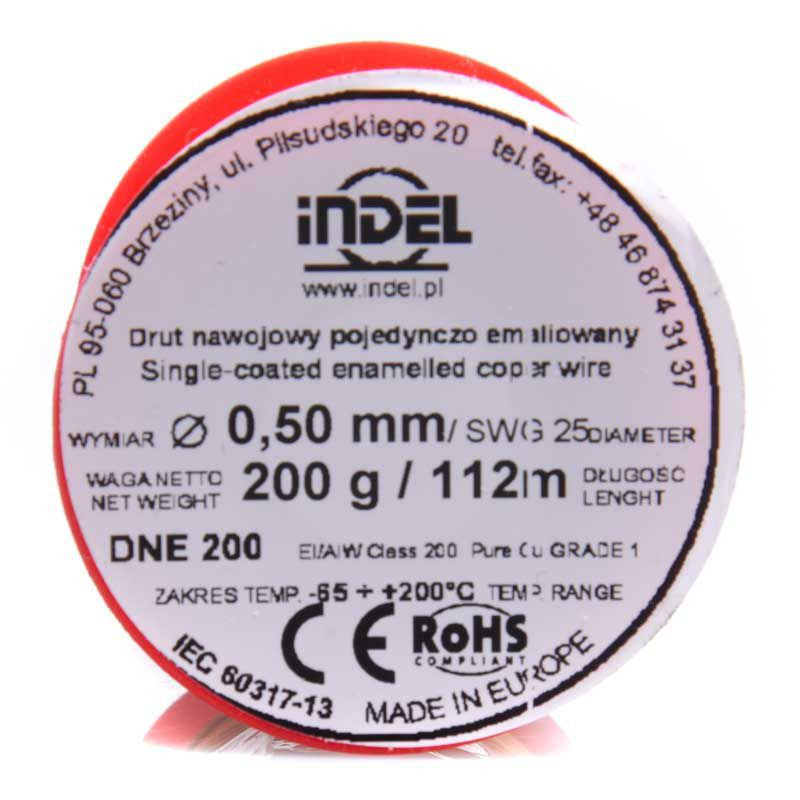 PL 95-060 Brzeziny, ul. Piłsudskiego 20 tel.fax: +48 46 874 31 37
iNDEL
www.indel.pl
Drut nawojowy pojedynczo emaliowany
Single-coated enamelled coper wire
WYMIAR Ø 0,50 mm/ SWG 25 DIAMETER
WAGA NETTO 200 g / 112m DŁUGOŚĆ
NET WEIGHT LENGHT
DNE 200 EI/AIW Class 200 Pure Cu GRADE 1
ZAKRES TEMP. -65 ÷ +200°C TEMP. RANGE
CE RoHS
COMPLIANT
IEC 60317-13 MADE IN EUROPE